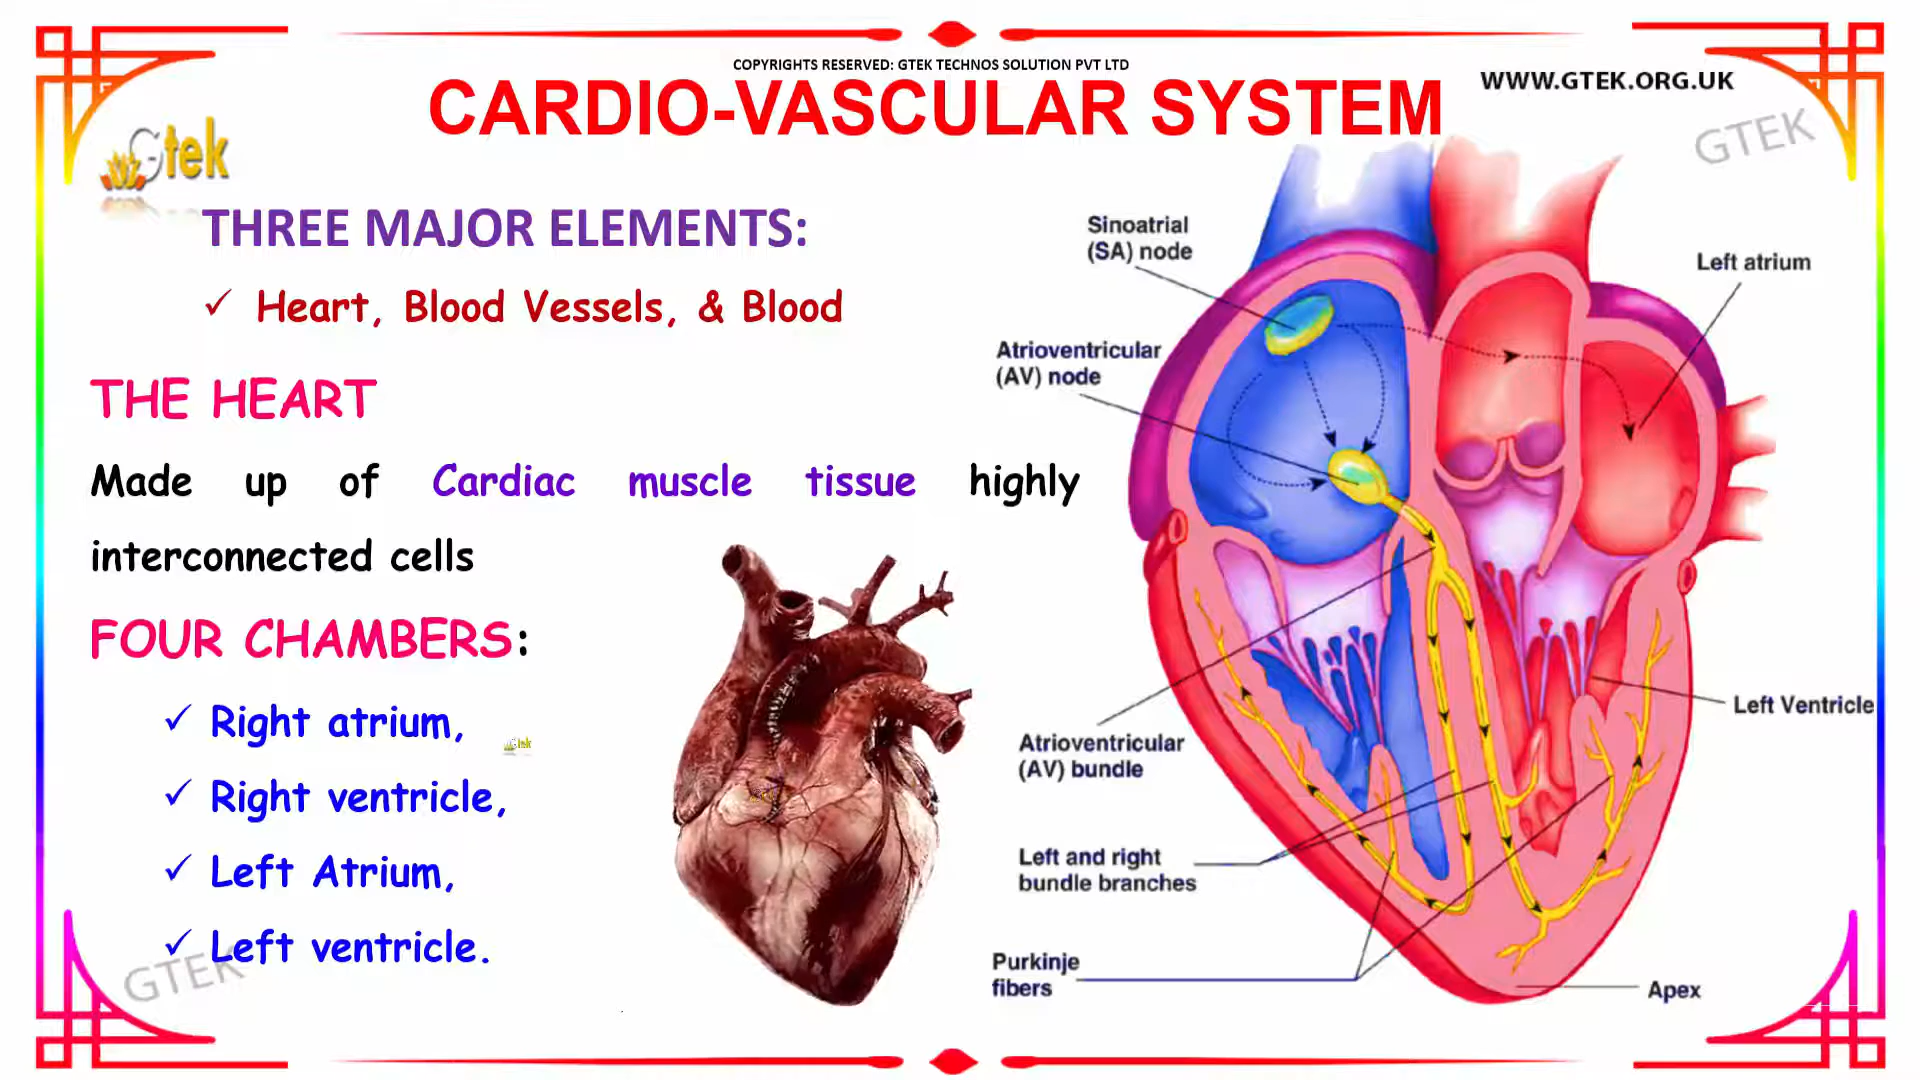 COPYRIGHTS RESERVED: GTEK TECHNOS SOLUTION PVT LTD
CARDIO-VASCULAR SYSTEM
WWW.GTEK.ORG.UK
GTEK
Gtek
THREE MAJOR ELEMENTS:
✓ Heart, Blood Vessels, & Blood
THE HEART
Made up of Cardiac muscle tissue highly
interconnected cells
FOUR CHAMBERS:
✓ Right atrium,
Gtek
✓ Right ventricle,
✓ Left Atrium,
✓ Left ventricle.
GTEK
Sinoatrial
(SA) node
Left atrium
Atrioventricular
(AV) node
Left Ventricle
Atrioventricular
(AV) bundle
Left and right
bundle branches
Purkinje
fibers
Apex